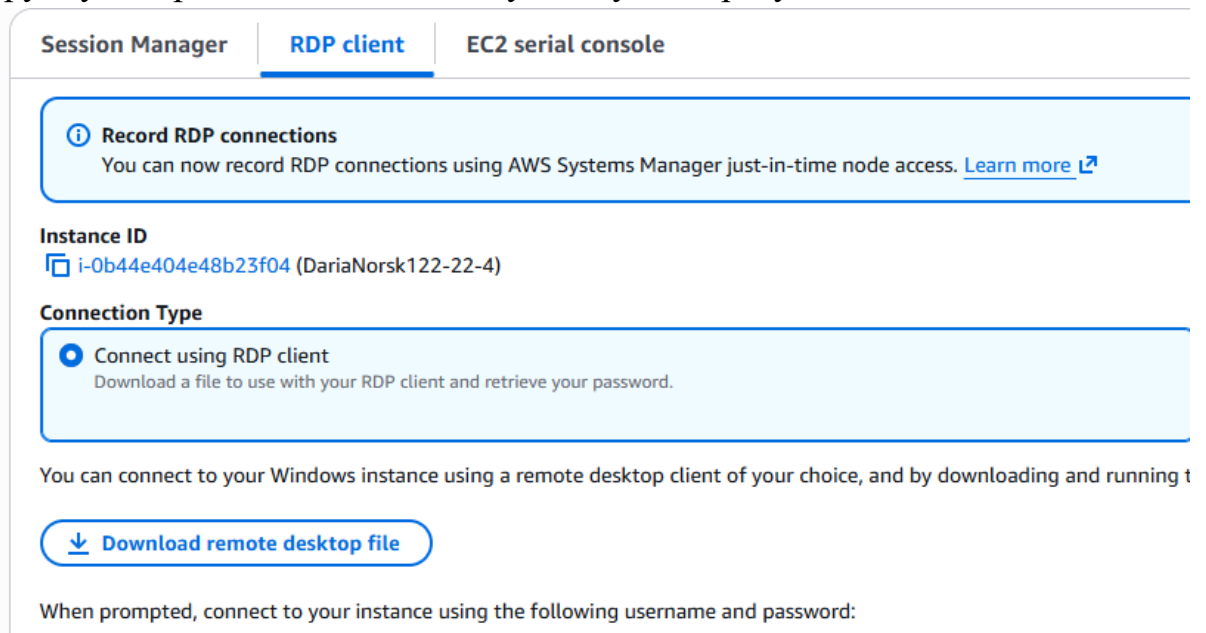 Session Manager RDP client EC2 serial console
Record RDP connections
You can now record RDP connections using AWS Systems Manager just-in-time node access. Learn more
Instance ID
i-0b44e404e48b23f04 (DariaNorsk122-22-4)
Connection Type
Connect using RDP client
Download a file to use with your RDP client and retrieve your password.
You can connect to your Windows instance using a remote desktop client of your choice, and by downloading and running
Download remote desktop file
When prompted, connect to your instance using the following username and password: